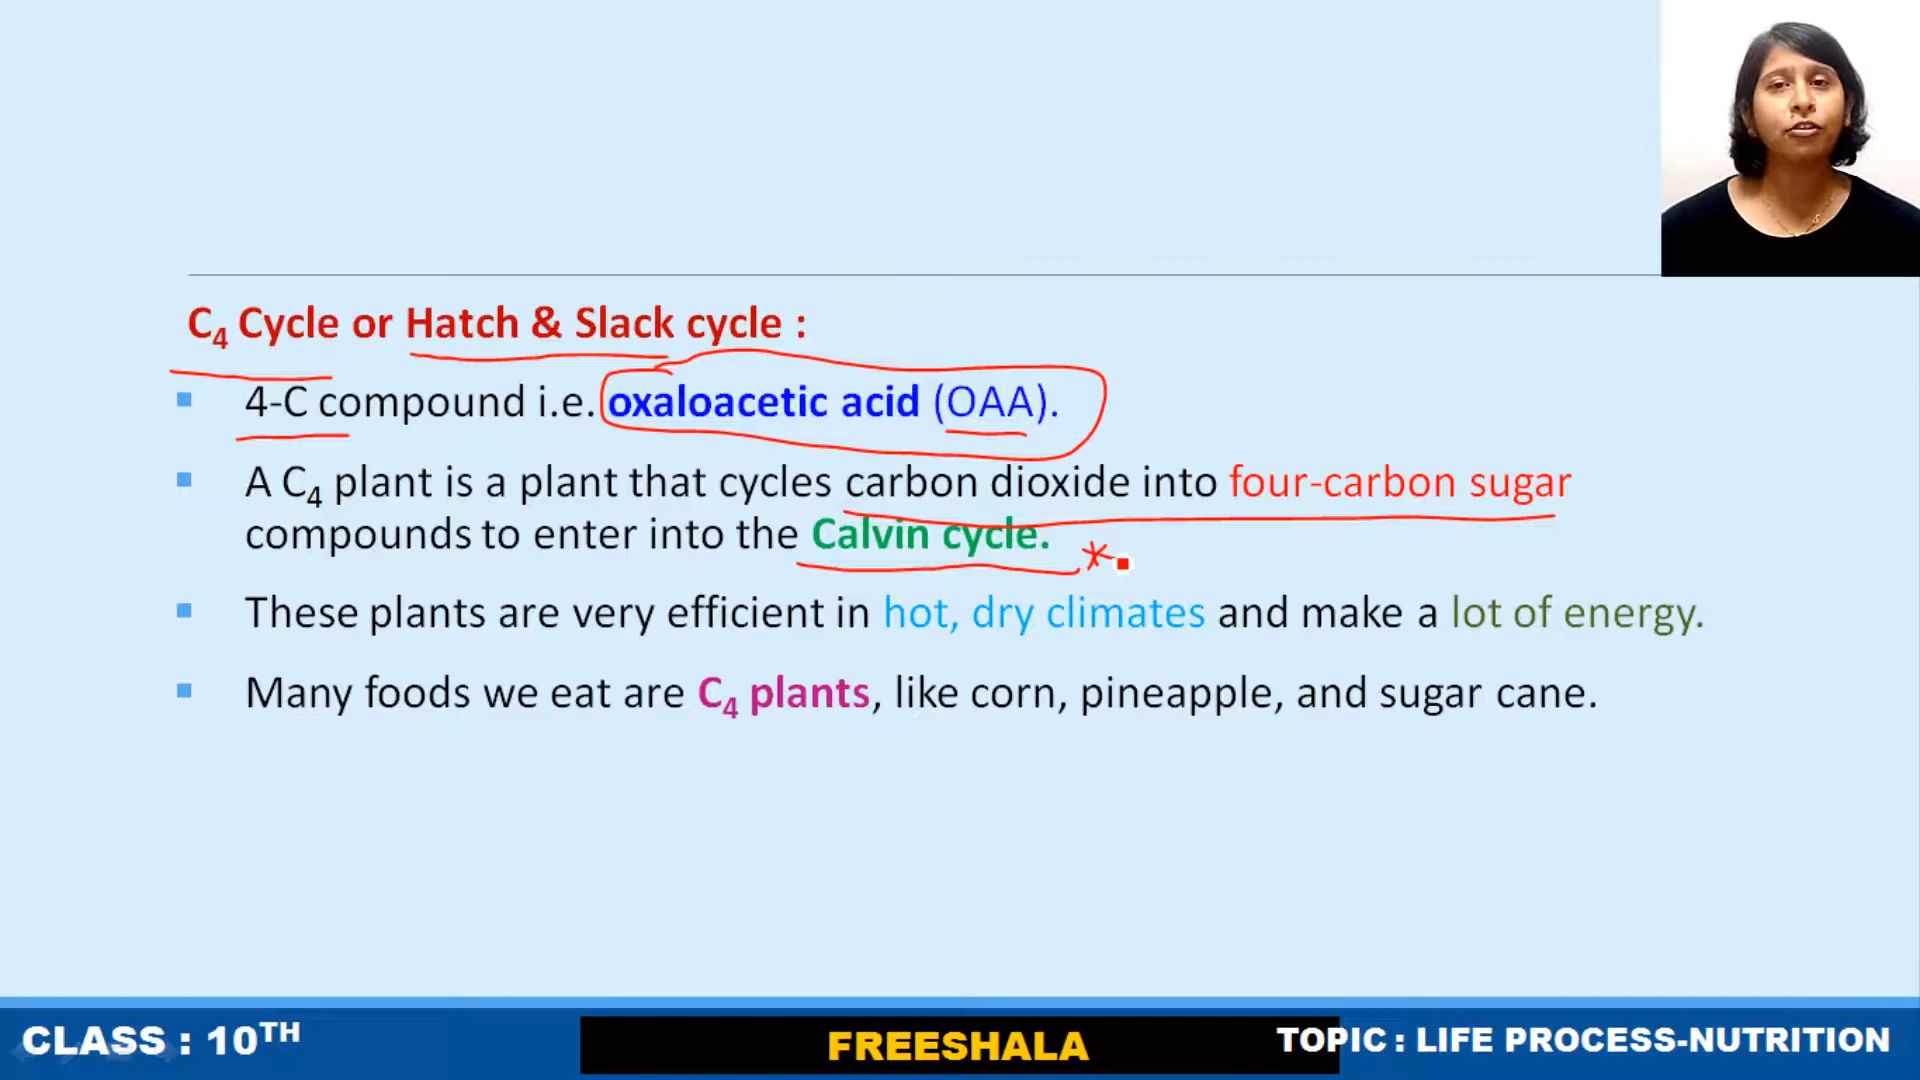 C₄ Cycle or Hatch & Slack cycle :
4-C compound i.e. oxaloacetic acid (OAA).
A C₄ plant is a plant that cycles carbon dioxide into four-carbon sugar
compounds to enter into the Calvin cycle. *
These plants are very efficient in hot, dry climates and make a lot of energy.
Many foods we eat are C₄ plants, like corn, pineapple, and sugar cane.
CLASS : 10TH
FREESHALA
TOPIC : LIFE PROCESS-NUTRITION